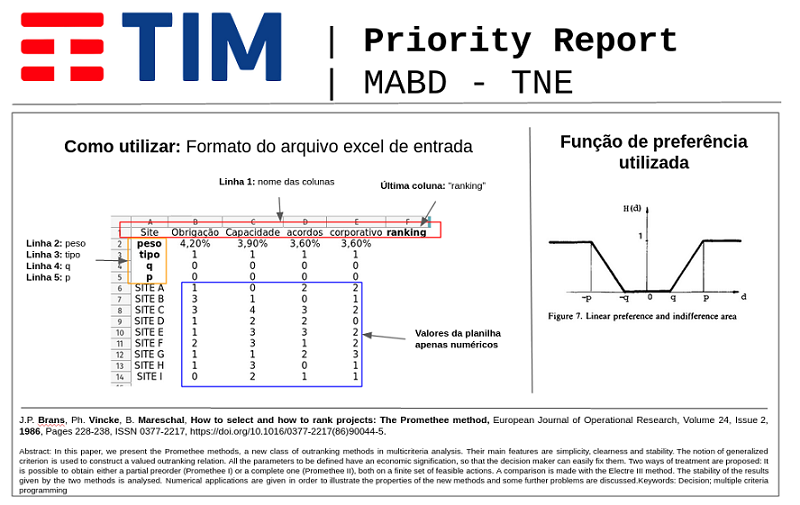 TIM
| Priority Report
| MABD - TNE
Como utilizar: Formato do arquivo excel de entrada
Linha 1: nome das colunas
Última coluna: "ranking"
Linha 2: peso
Linha 3: tipo
Linha 4: q
Linha 5: p
A B C D E F
1 Site Obrigação Capacidade acordos corporativo ranking
2 peso 4,20% 3,90% 3,60% 3,60%
3 tipo 1 1 1 1
4 q 0 0 0 0
5 p 0 0 0 0
6 SITE A 1 0 2 2
7 SITE B 3 1 0 1
8 SITE C 3 4 3 2
9 SITE D 1 2 2 0
10 SITE E 1 3 3 2
11 SITE F 2 3 1 2
12 SITE G 1 1 2 3
13 SITE H 1 3 0 1
14 SITE I 0 2 1 1
Valores da planilha
apenas numéricos
Função de preferência
utilizada
H(d)
1
-p -q 0 q p d
Figure 7. Linear preference and indifference area
J.P. Brans, Ph. Vincke, B. Mareschal, How to select and how to rank projects: The Promethee method, European Journal of Operational Research, Volume 24, Issue 2,
1986, Pages 228-238, ISSN 0377-2217, https://doi.org/10.1016/0377-2217(86)90044-5.
Abstract: In this paper, we present the Promethee methods, a new class of outranking methods in multicriteria analysis. Their main features are simplicity, clearness and stability. The notion of generalized
criterion is used to construct a valued outranking relation. All the parameters to be defined have an economic signification, so that the decision maker can easily fix them. Two ways of treatment are proposed: It
is possible to obtain either a partial preorder (Promethee I) or a complete one (Promethee II), both on a finite set of feasible actions. A comparison is made with the Electre III method. The stability of the results
given by the two methods is analysed. Numerical applications are given in order to illustrate the properties of the new methods and some further problems are discussed.Keywords: Decision; multiple criteria
programming